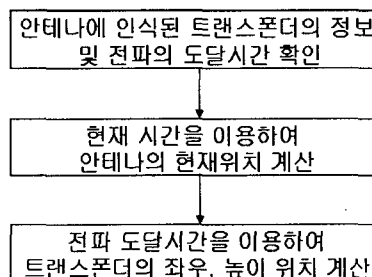 안테나에 인식된 트랜스폰더의 정보
및 전파의 도달시간 확인
현재 시간을 이용하여
안테나의 현재위치 계산
전파 도달시간을 이용하여
트랜스폰더의 좌우, 높이 위치 계산